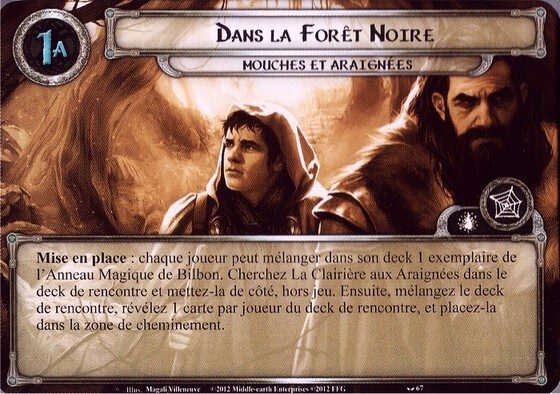 1A
DANS LA FORÊT NOIRE
MOUCHES ET ARAIGNÉES
Mise en place : chaque joueur peut mélanger dans son deck 1 exemplaire de
l'Anneau Magique de Bilbon. Cherchez La Clairière aux Araignées dans le
deck de rencontre et mettez-la de côté, hors jeu. Ensuite, mélangez le deck
de rencontre, révélez 1 carte par joueur du deck de rencontre, et placez-la
dans la zone de cheminement.
Illus. Magali Villeneuve ©2012 Middle-earth Enterprises ©2012 FFG 67